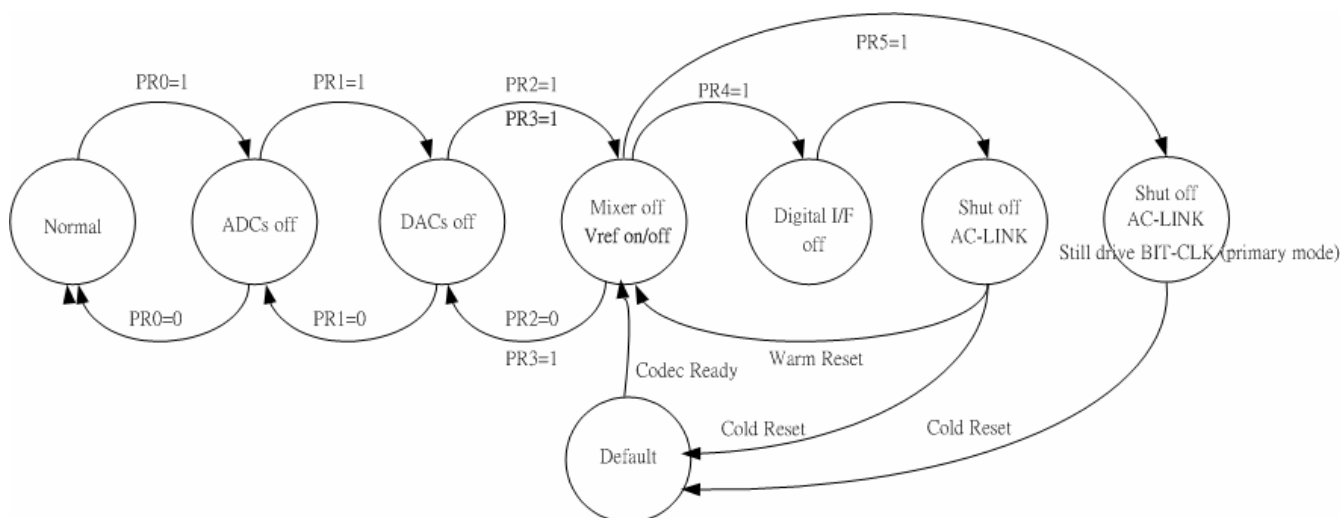 PR5=1
PR0=1
PR1=1
PR2=1
PR3=1
PR4=1
Normal
ADCs off
DACs off
Mixer off
Vref on/off
Digital I/F
off
Shut off
AC-LINK
Shut off
AC-LINK
Still drive BIT-CLK (primary mode)
PR0=0
PR1=0
PR2=0
PR3=1
Warm Reset
Codec Ready
Cold Reset
Cold Reset
Default